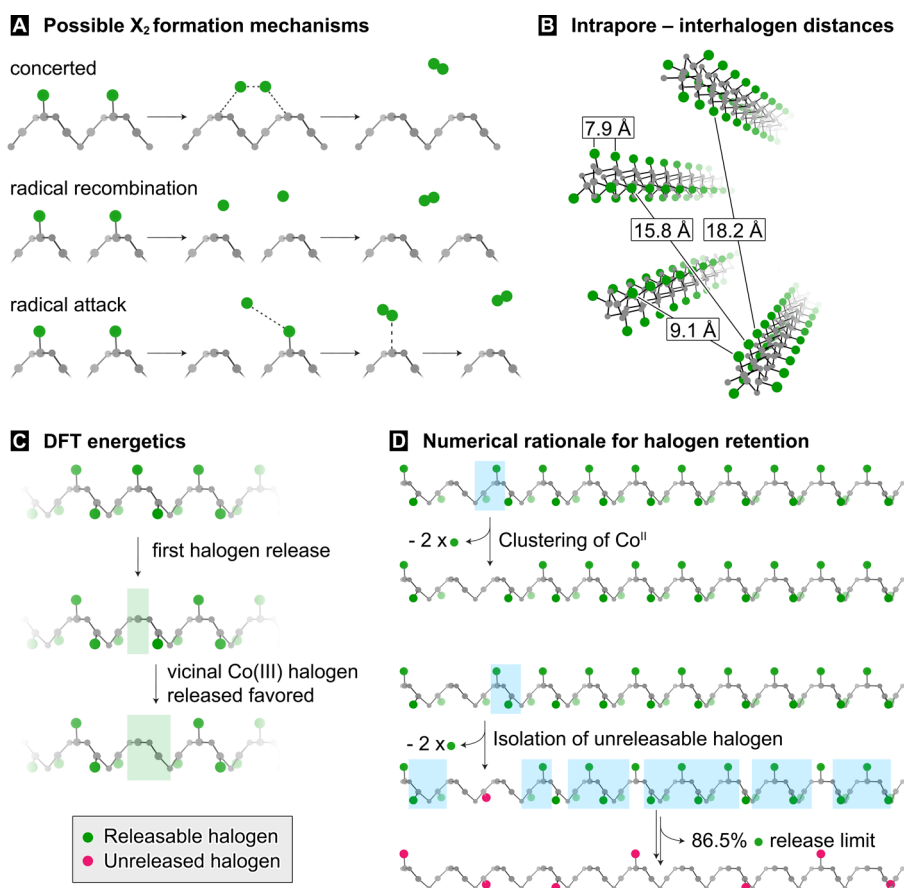 A Possible X₂ formation mechanisms
concerted
radical recombination
radical attack
B Intrapore – interhalogen distances
7.9 Å
15.8 Å
18.2 Å
9.1 Å
C DFT energetics
first halogen release
vicinal Co(III) halogen
released favored
Releasable halogen
Unreleased halogen
D Numerical rationale for halogen retention
- 2 x
Clustering of Coᴵᴵ
- 2 x
Isolation of unreleasable halogen
86.5% release limit